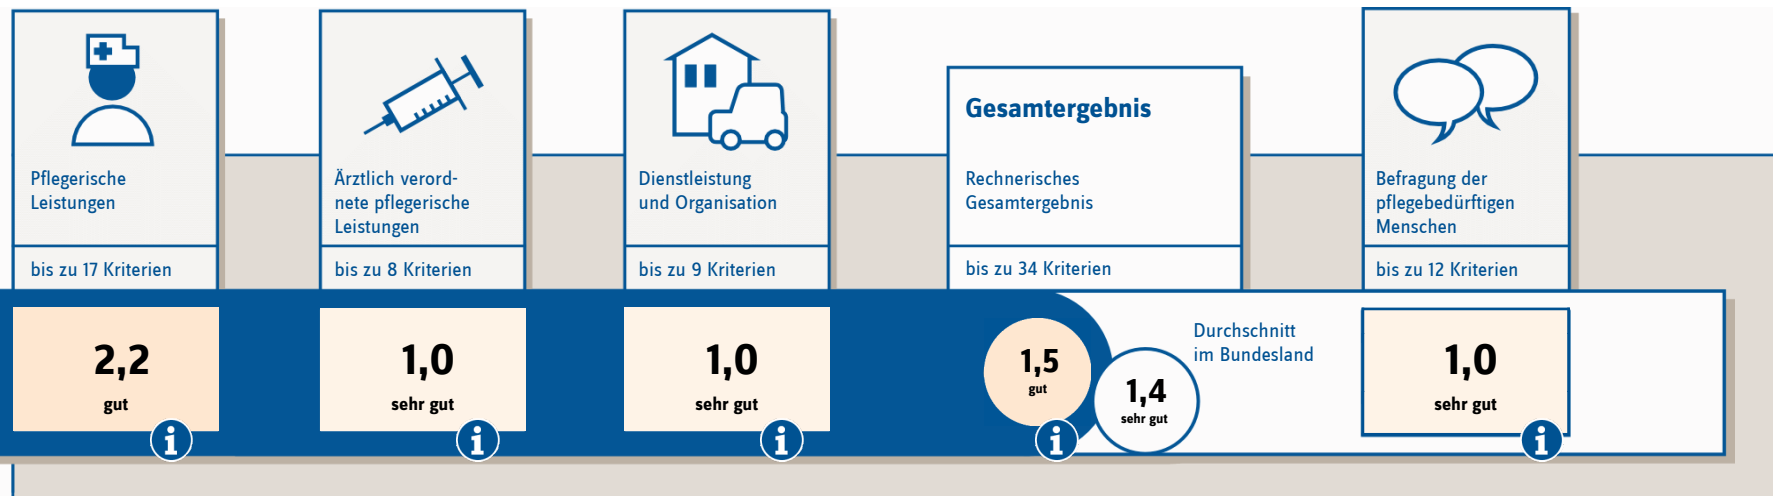 Pflegerische
Leistungen
bis zu 17 Kriterien
2,2
gut
Ärztlich verord-
nete pflegerische
Leistungen
bis zu 8 Kriterien
1,0
sehr gut
Dienstleistung
und Organisation
bis zu 9 Kriterien
1,0
sehr gut
Gesamtergebnis
Rechnerisches
Gesamtergebnis
bis zu 34 Kriterien
1,5
gut
1,4
sehr gut
Durchschnitt
im Bundesland
Befragung der
pflegebedürftigen
Menschen
bis zu 12 Kriterien
1,0
sehr gut